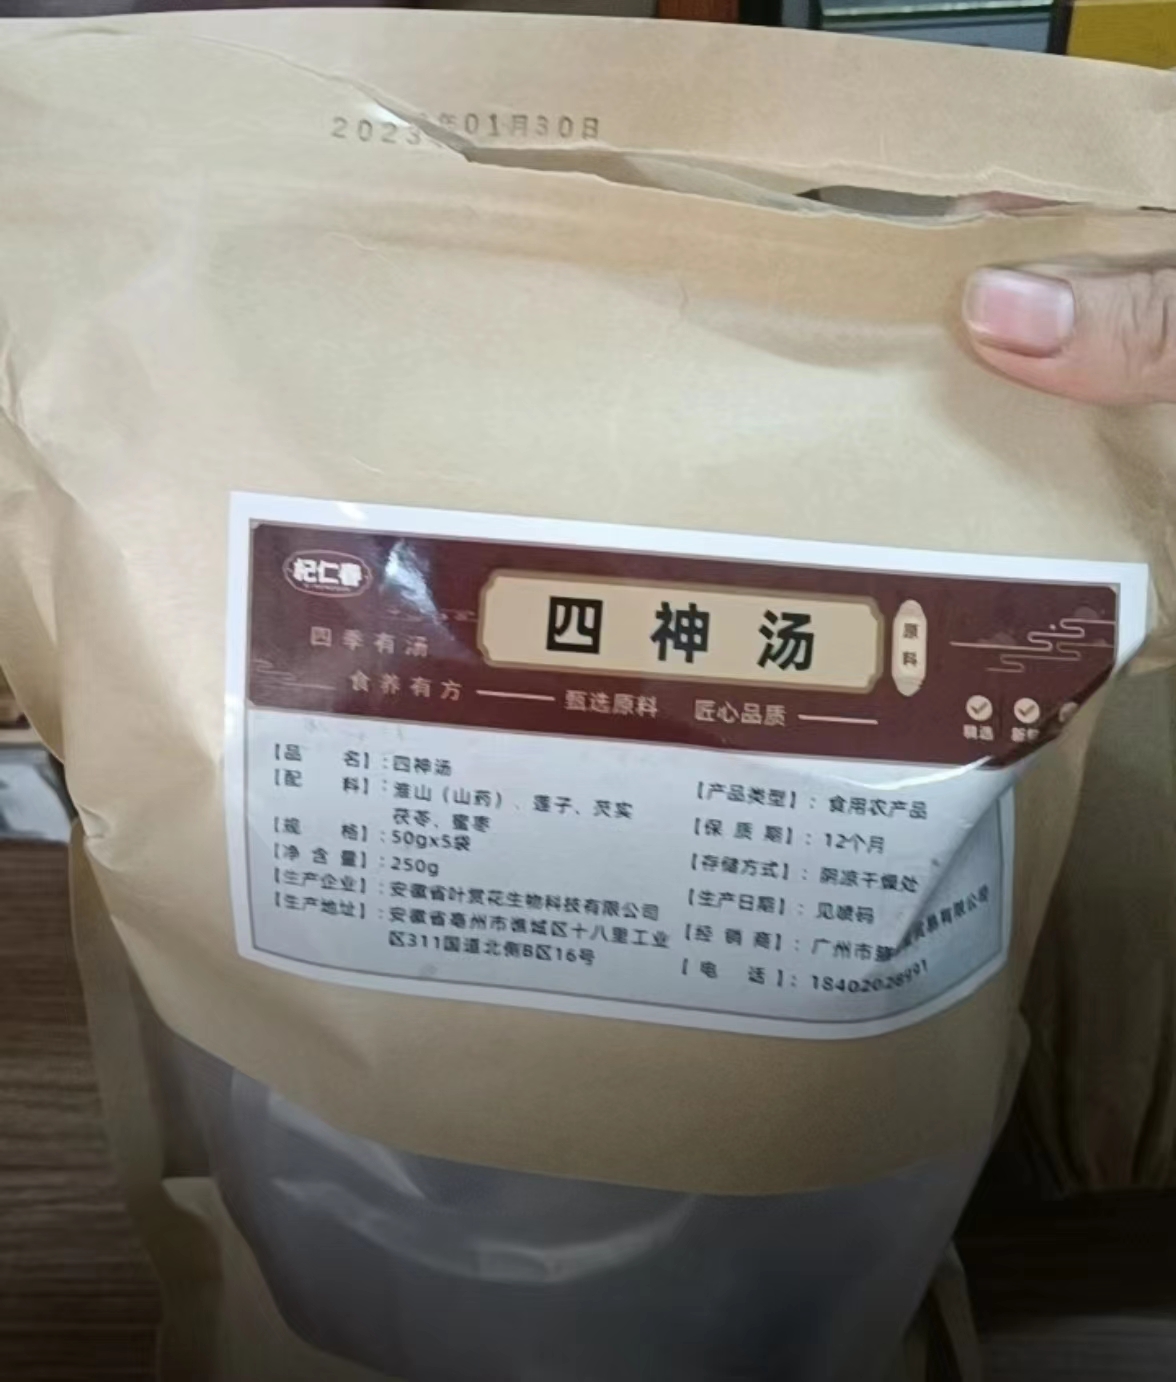 2023年01月30日
杞仁春
四神汤
原料
四季有汤
食养有方
甄选原料 匠心品质
精选
【品 名】：四神汤
【配 料】：淮山（山药）、莲子、芡实
茯苓、蜜枣
【规 格】：50gx5袋
【净含量】：250g
【生产企业】：安徽省叶赏花生物科技有限公司
【生产地址】：安徽省亳州市谯城区十八里工业
区311国道北侧B区16号
【产品类型】：食用农产品
【保质期】：12个月
【存储方式】：阴凉干燥处
【生产日期】：见喷码
【经销商】：广州市 有限公司
【电 话】：18402028991